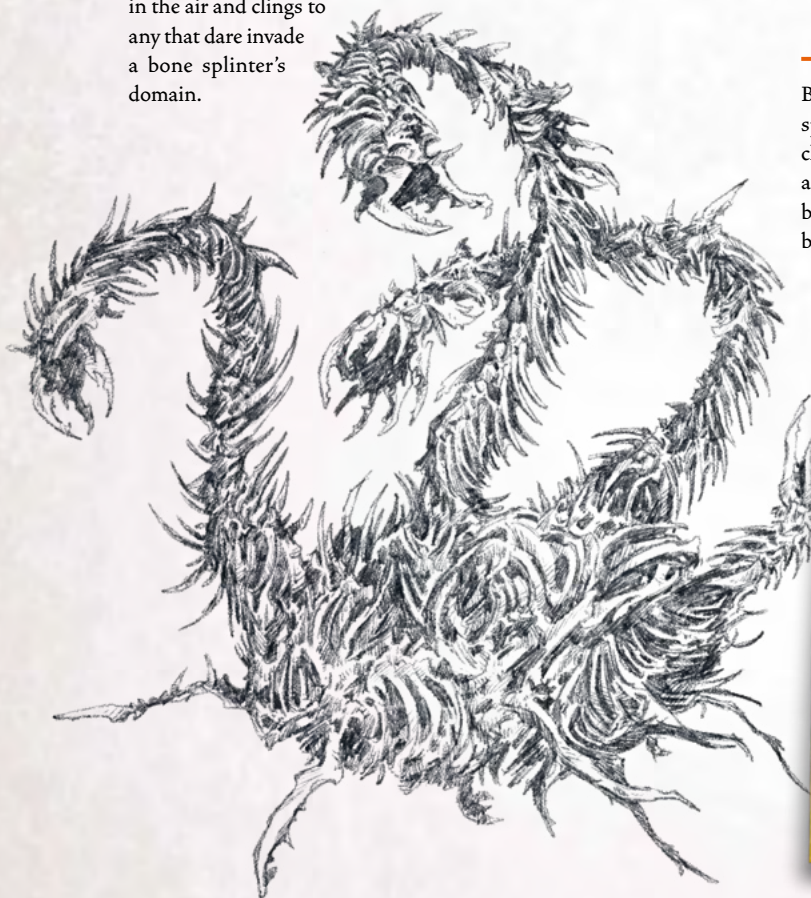 in the air and clings to
any that dare invade
a bone splinter’s
domain.
B
s
c
a
b
b